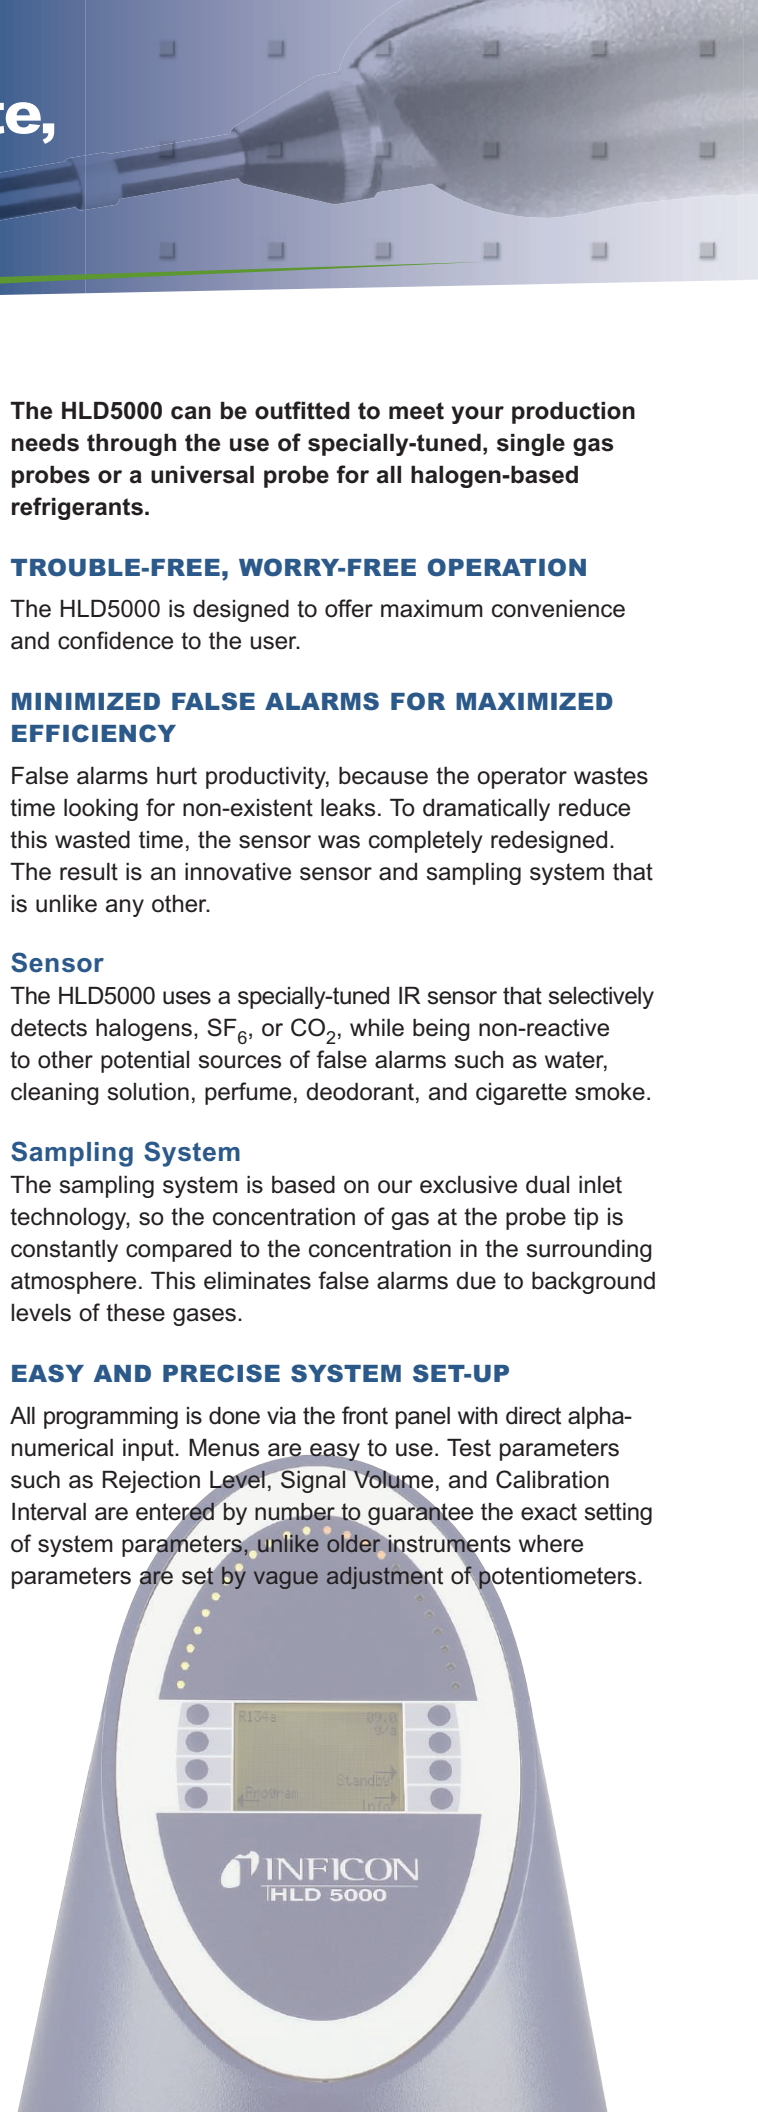 te,
The HLD5000 can be outfitted to meet your production
needs through the use of specially-tuned, single gas
probes or a universal probe for all halogen-based
refrigerants.
TROUBLE-FREE, WORRY-FREE OPERATION
The HLD5000 is designed to offer maximum convenience
and confidence to the user.
MINIMIZED FALSE ALARMS FOR MAXIMIZED
EFFICIENCY
False alarms hurt productivity, because the operator wastes
time looking for non-existent leaks. To dramatically reduce
this wasted time, the sensor was completely redesigned.
The result is an innovative sensor and sampling system that
is unlike any other.
Sensor
The HLD5000 uses a specially-tuned IR sensor that selectively
detects halogens, SF₆, or CO₂, while being non-reactive
to other potential sources of false alarms such as water,
cleaning solution, perfume, deodorant, and cigarette smoke.
Sampling System
The sampling system is based on our exclusive dual inlet
technology, so the concentration of gas at the probe tip is
constantly compared to the concentration in the surrounding
atmosphere. This eliminates false alarms due to background
levels of these gases.
EASY AND PRECISE SYSTEM SET-UP
All programming is done via the front panel with direct alpha-
numerical input. Menus are easy to use. Test parameters
such as Rejection Level, Signal Volume, and Calibration
Interval are entered by number to guarantee the exact setting
of system parameters, unlike older instruments where
parameters are set by vague adjustment of potentiometers.
R134a 09.0
g/a
Standby
Program
Info
INFICON
HLD 5000